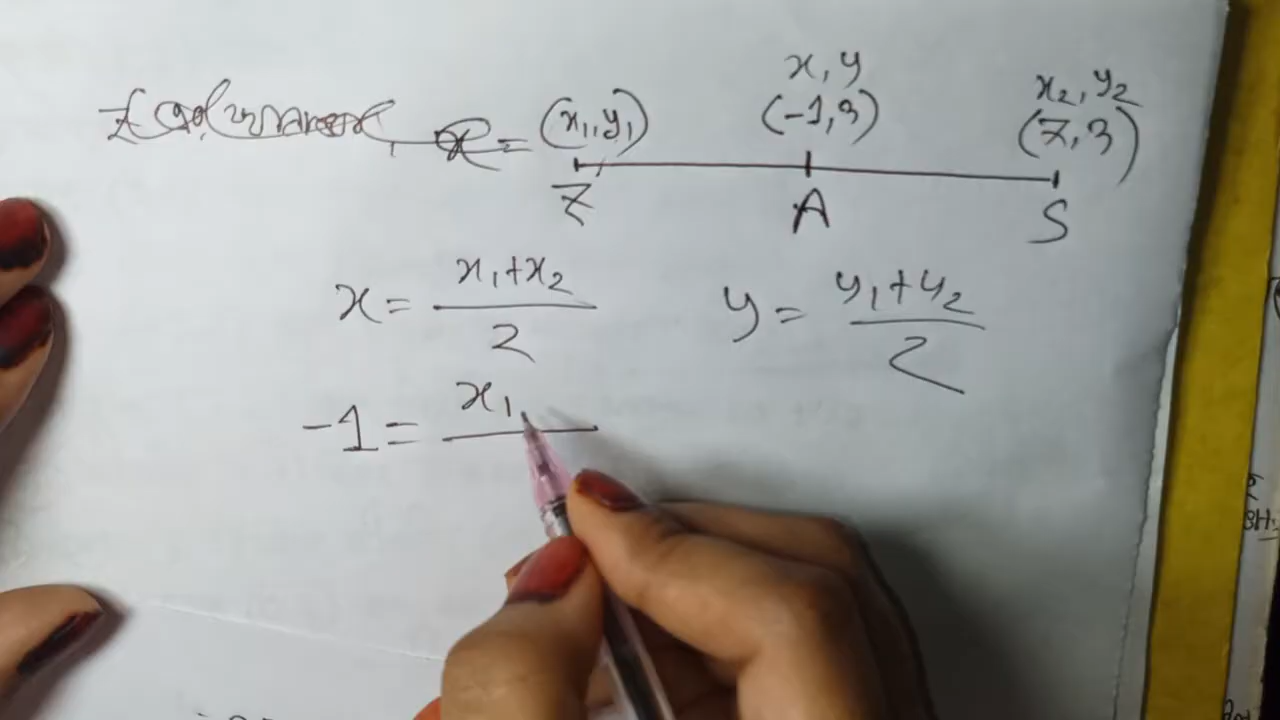 x, y
x₂, y₂
(x₁, y₁) (-1, 3) (7, 3)
Z A S
x = (x₁ + x₂)/2 y = (y₁ + y₂)/2
-1 = x₁